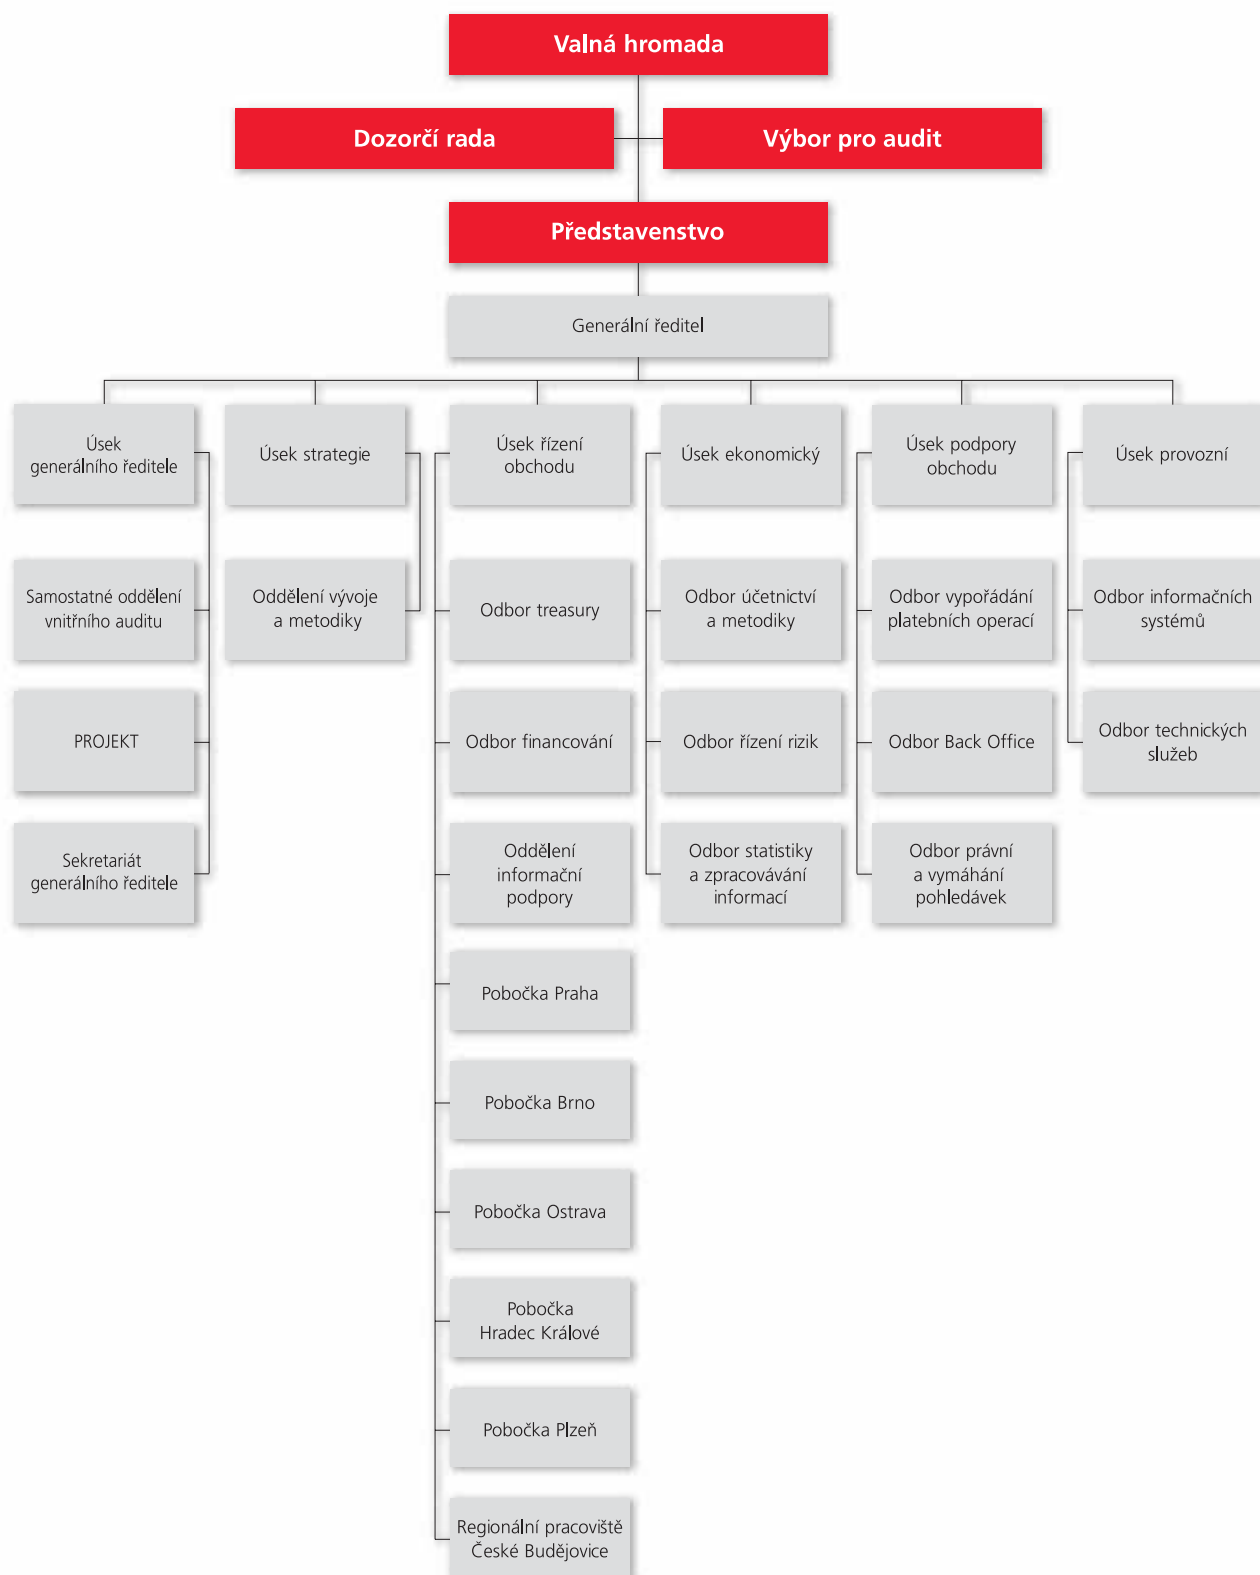 Valná hromada
Dozorčí rada
Výbor pro audit
Představenstvo
Generální ředitel
Úsek
generálního ředitele
Úsek strategie
Úsek řízení
obchodu
Úsek ekonomický
Úsek podpory
obchodu
Úsek provozní
Samostatné oddělení
vnitřního auditu
Oddělení vývoje
a metodiky
Odbor treasury
Odbor účetnictví
a metodiky
Odbor vypořádání
platebních operací
Odbor informačních
systémů
PROJEKT
Odbor financování
Odbor řízení rizik
Odbor Back Office
Odbor technických
služeb
Sekretariát
generálního ředitele
Oddělení
informační
podpory
Odbor statistiky
a zpracovávání
informací
Odbor právní
a vymáhání
pohledávek
Pobočka Praha
Pobočka Brno
Pobočka Ostrava
Pobočka
Hradec Králové
Pobočka Plzeň
Regionální pracoviště
České Budějovice